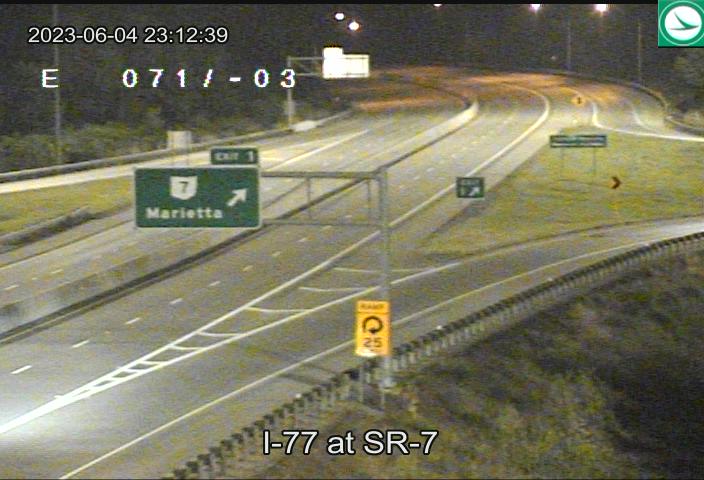 2023-06-04 23:12:39
E 071/-03
EXIT 1
7
Marietta
RAMP
25
I-77 at SR-7